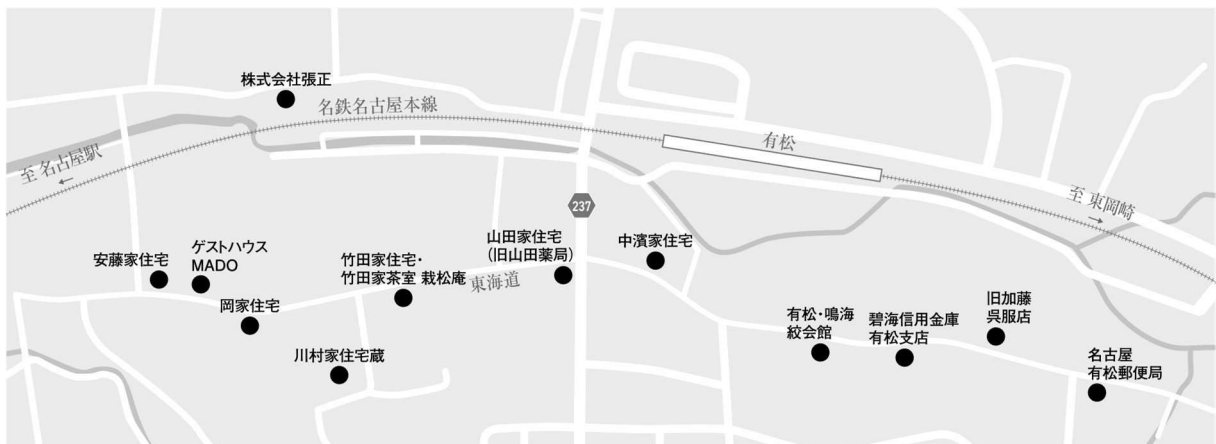 株式会社張正
名鉄名古屋本線
有松
至 名古屋駅
至 東岡崎
237
安藤家住宅
ゲストハウス
MADO
岡家住宅
竹田家住宅・
竹田家茶室 栽松庵
東海道
山田家住宅
(旧山田薬局)
中濱家住宅
川村家住宅蔵
有松・鳴海
絞会館
碧海信用金庫
有松支店
旧加藤
呉服店
名古屋
有松郵便局